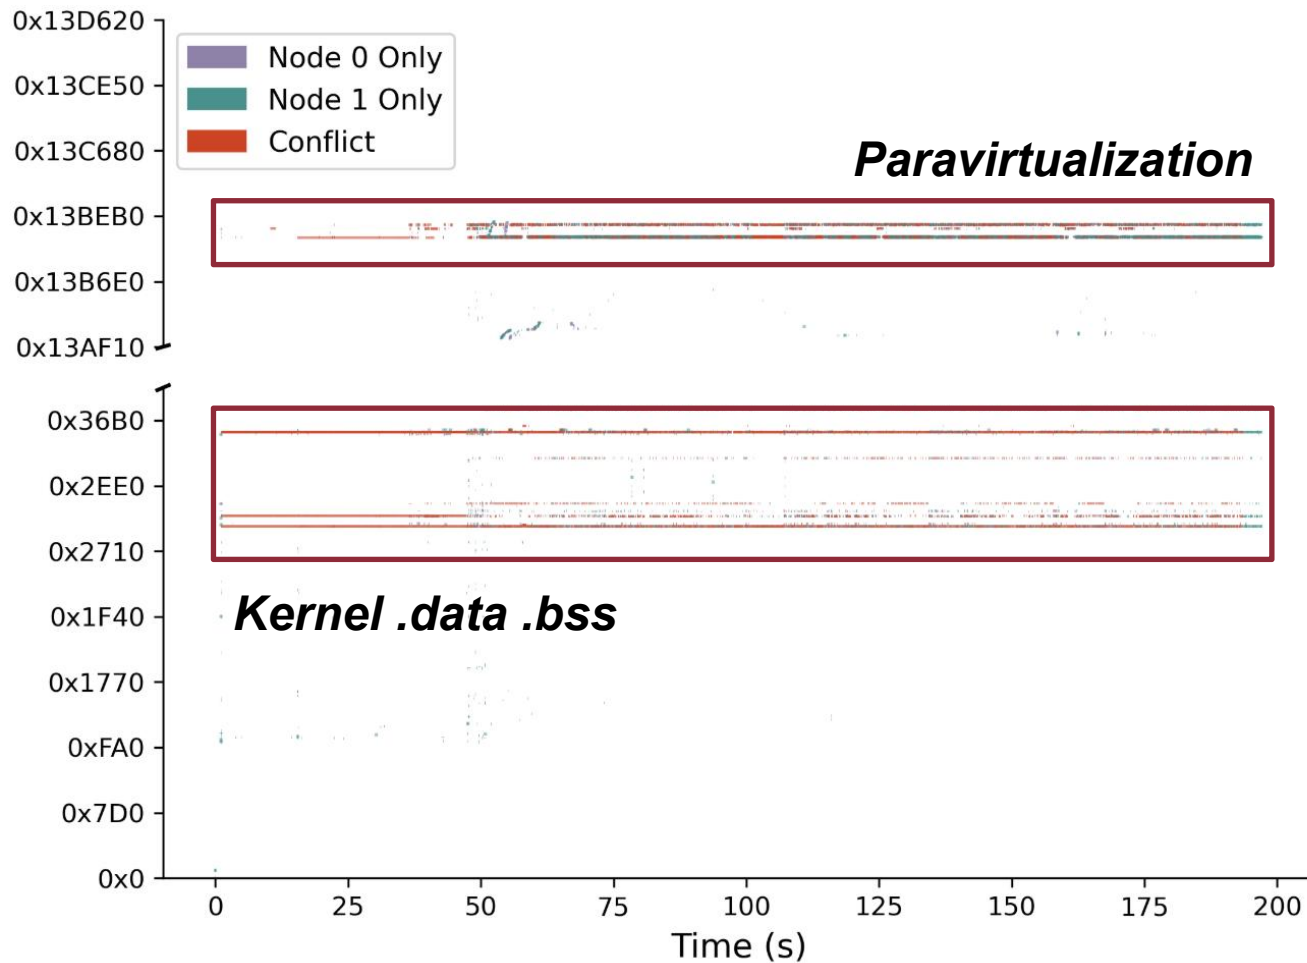 0x13D620
0x13CE50
0x13C680
0x13BEB0
0x13B6E0
0x13AF10
0x36B0
0x2EE0
0x2710
0x1F40
0x1770
0xFA0
0x7D0
0x0
Node 0 Only
Node 1 Only
Conflict
Paravirtualization
Kernel .data .bss
0 25 50 75 100 125 150 175 200
Time (s)